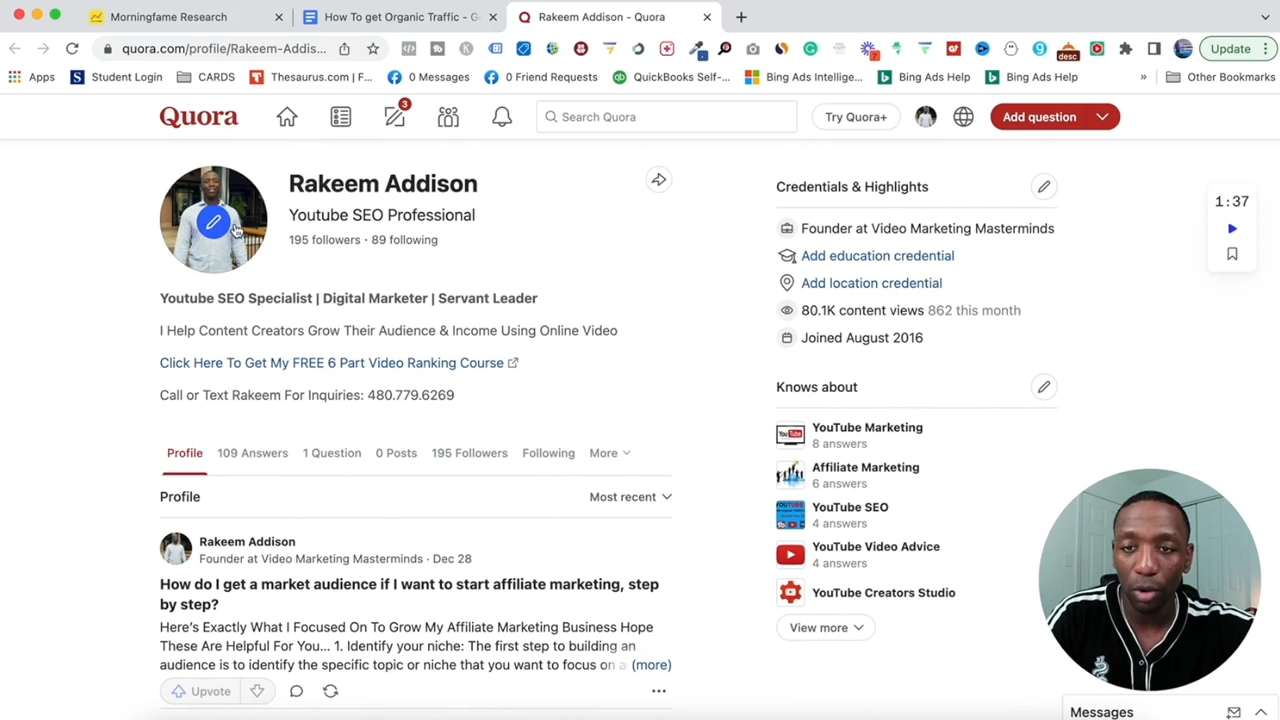 Morningfame Research
How To get Organic Traffic - G
Rakeem Addison - Quora
quora.com/profile/Rakeem-Addis...
Update
desc
Apps
Student Login
CARDS
Thesaurus.com | F...
0 Messages
0 Friend Requests
QuickBooks Self-...
Bing Ads Intellige...
Bing Ads Help
Bing Ads Help
»
Other Bookmarks
Quora
3
Search Quora
Try Quora+
Add question
Rakeem Addison
Youtube SEO Professional
195 followers · 89 following
Youtube SEO Specialist | Digital Marketer | Servant Leader
I Help Content Creators Grow Their Audience & Income Using Online Video
Click Here To Get My FREE 6 Part Video Ranking Course
Call or Text Rakeem For Inquiries: 480.779.6269
Profile 109 Answers 1 Question 0 Posts 195 Followers Following More
Profile
Most recent
Rakeem Addison
Founder at Video Marketing Masterminds · Dec 28
How do I get a market audience if I want to start affiliate marketing, step
by step?
Here's Exactly What I Focused On To Grow My Affiliate Marketing Business Hope
These Are Helpful For You... 1. Identify your niche: The first step to building an
audience is to identify the specific topic or niche that you want to focus on (more)
Upvote
Credentials & Highlights
Founder at Video Marketing Masterminds
Add education credential
Add location credential
80.1K content views 862 this month
Joined August 2016
Knows about
YouTube Marketing
8 answers
Affiliate Marketing
6 answers
YouTube SEO
4 answers
YouTube Video Advice
4 answers
YouTube Creators Studio
View more
1:37
Messages